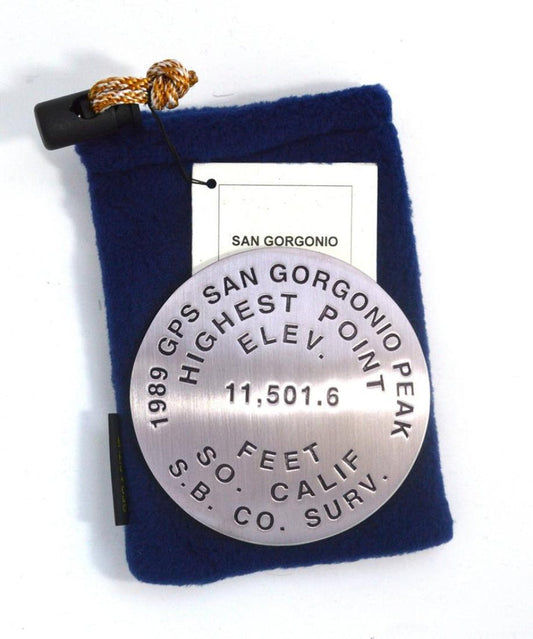 SAN GORGONIO
1989 GPS SAN GORGONIO PEAK
HIGHEST POINT
ELEV.
11,501.6
FEET
SO. CALIF
S.B. CO. SURV.